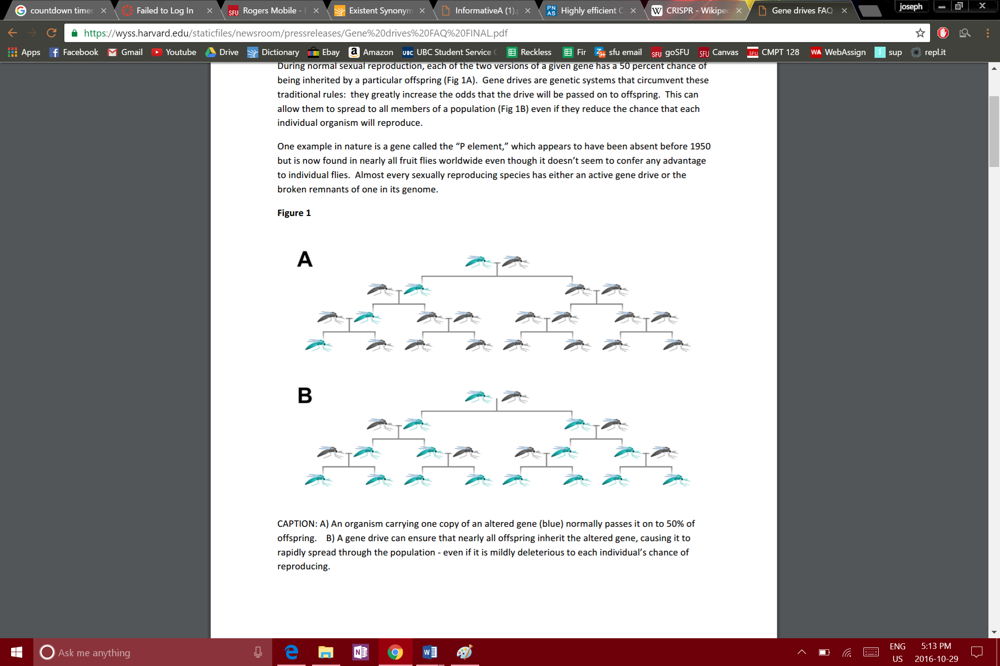 countdown timer
Failed to Log In
Rogers Mobile -
Existent Synonym
InformativeA (1).
Highly efficient C
CRISPR - Wikiped
Gene drives FAQ
joseph
https://wyss.harvard.edu/staticfiles/newsroom/pressreleases/Gene%20drives%20FAQ%20FINAL.pdf
Apps
Facebook
Gmail
Youtube
Drive
Dictionary
Ebay
Amazon
UBC Student Service
Reckless
Fir
sfu email
goSFU
Canvas
CMPT 128
WebAssign
sup
repl.it
During normal sexual reproduction, each of the two versions of a given gene has a 50 percent chance of
being inherited by a particular offspring (Fig 1A). Gene drives are genetic systems that circumvent these
traditional rules: they greatly increase the odds that the drive will be passed on to offspring. This can
allow them to spread to all members of a population (Fig 1B) even if they reduce the chance that each
individual organism will reproduce.
One example in nature is a gene called the “P element,” which appears to have been absent before 1950
but is now found in nearly all fruit flies worldwide even though it doesn’t seem to confer any advantage
to individual flies. Almost every sexually reproducing species has either an active gene drive or the
broken remnants of one in its genome.
Figure 1
A
B
CAPTION: A) An organism carrying one copy of an altered gene (blue) normally passes it on to 50% of
offspring. B) A gene drive can ensure that nearly all offspring inherit the altered gene, causing it to
rapidly spread through the population - even if it is mildly deleterious to each individual’s chance of
reproducing.
Ask me anything
ENG
US
5:13 PM
2016-10-29